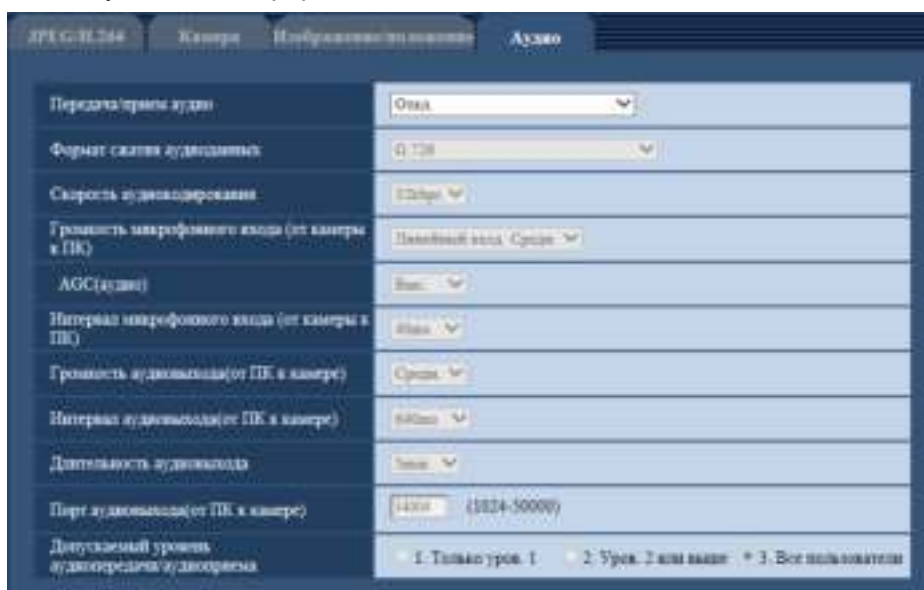 JPEG/H.264 Камера Изображение/положение Аудио
Передача/прием аудио Откл.
Формат сжатия аудиоданных G.726
Скорость аудиокодирования 32kbps
Громкость микрофонного входа (от камеры
к ПК) Линейный вход Средн
AGC(аудио) Вкл.
Интервал микрофонного входа (от камеры к
ПК)
Громкость аудиовыхода(от ПК к камере) Средн
Интервал аудиовыхода(от ПК к камере) 640ms
Длительность аудиовыхода 5мин
Порт аудиовыхода(от ПК к камере) (1024-50000)
Допускаемый уровень
аудиопередачи/аудиоприема 1. Только уров. 1 2. Уров. 2 или выше 3. Все пользователи